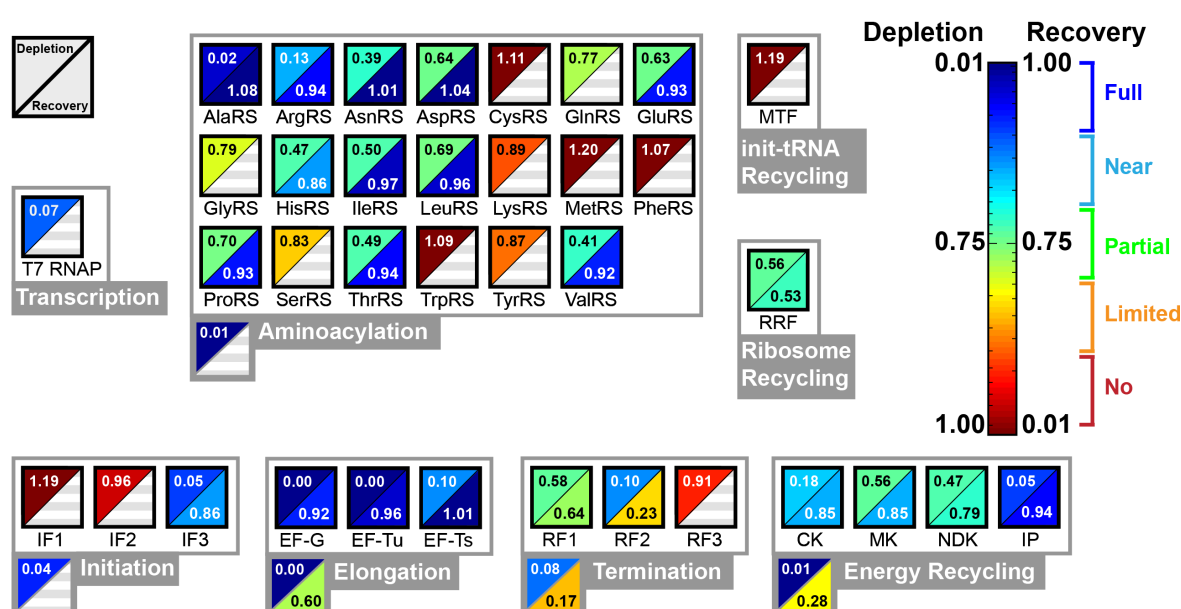 Depletion
Recovery
0.02 1.08 0.13 0.94 0.39 1.01 0.64 1.04 1.11 0.77 0.63 0.93
AlaRS ArgRS AsnRS AspRS CysRS GlnRS GluRS
0.79 0.47 0.86 0.50 0.97 0.69 0.96 0.89 1.20 1.07
GlyRS HisRS IleRS LeuRS LysRS MetRS PheRS
0.70 0.93 0.83 0.49 0.94 1.09 0.87 0.41 0.92
ProRS SerRS ThrRS TrpRS TyrRS ValRS
0.01 Aminoacylation
0.07
T7 RNAP
Transcription
1.19
MTF
init-tRNA
Recycling
0.56
0.53
RRF
Ribosome
Recycling
Depletion Recovery
0.01 1.00
0.75 0.75
1.00 0.01
Full
Near
Partial
Limited
No
1.19 0.96 0.05 0.86
IF1 IF2 IF3
0.04 Initiation
0.00 0.92 0.00 0.96 0.10 1.01
EF-G EF-Tu EF-Ts
0.00 0.60 Elongation
0.58 0.64 0.10 0.23 0.91
RF1 RF2 RF3
0.08 0.17 Termination
0.18 0.85 0.56 0.85 0.47 0.79 0.05 0.94
CK MK NDK IP
0.01 0.28 Energy Recycling